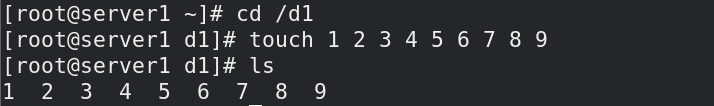 [root@server1 ~]# cd /d1
[root@server1 d1]# touch 1 2 3 4 5 6 7 8 9
[root@server1 d1]# ls
1  2  3  4  5  6  7  8  9